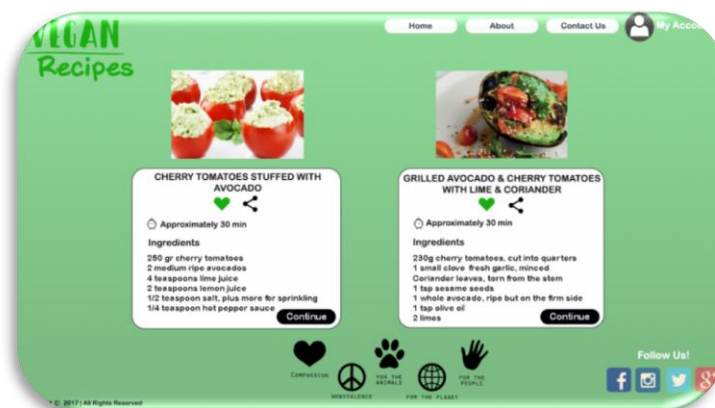 VEGAN
Recipes
Home
About
Contact Us
My Accou
CHERRY TOMATOES STUFFED WITH
AVOCADO
Approximately 30 min
Ingredients
250 gr cherry tomatoes
2 medium ripe avocados
4 teaspoons lime juice
2 teaspoons lemon juice
1/2 teaspoon salt, plus more for sprinkling
1/4 teaspoon hot pepper sauce
Continue
GRILLED AVOCADO & CHERRY TOMATOES
WITH LIME & CORIANDER
Approximately 30 min
Ingredients
230g cherry tomatoes, cut into quarters
1 small clove fresh garlic, minced
Coriander leaves, torn from the stem
1 tsp sesame seeds
1 whole avocado, ripe but on the firm side
1 tsp olive oil
2 limes
Continue
COMPASSION
BENEVOLENCE
FOR THE
ANIMALS
FOR THE PLANET
FOR THE
PEOPLE
Follow Us!
© 2017 | All Rights Reserved